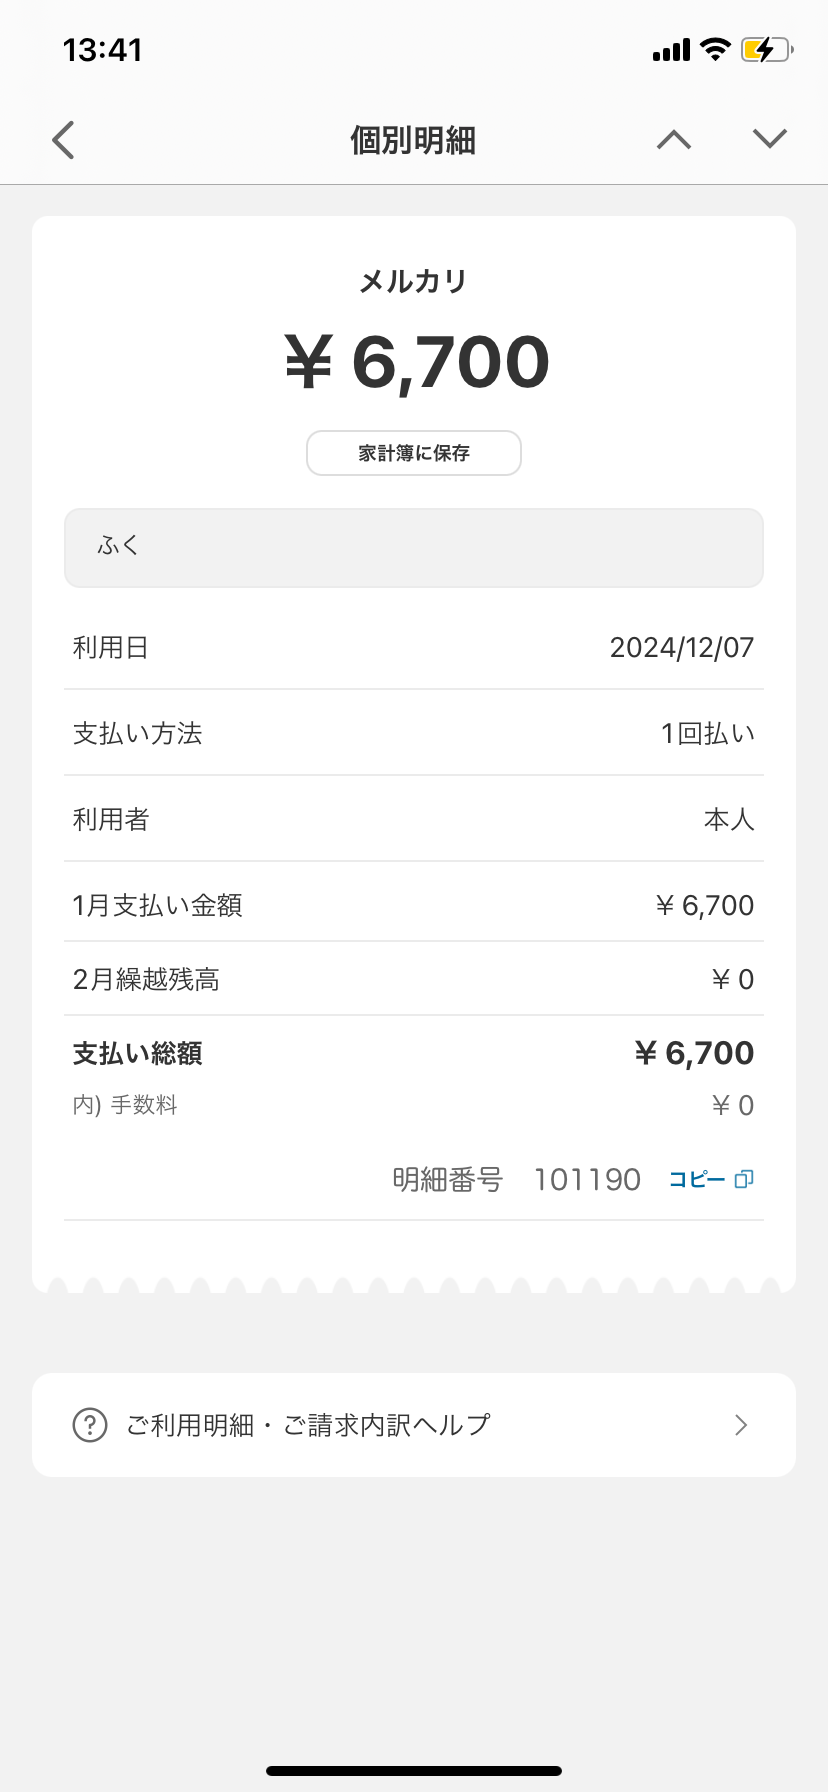 13:41
個別明細
メルカリ
¥ 6,700
家計簿に保存
ふく
利用日 2024/12/07
支払い方法 1回払い
利用者 本人
1月支払い金額 ¥ 6,700
2月繰越残高 ¥ 0
支払い総額 ¥ 6,700
内) 手数料 ¥ 0
明細番号 101190 コピー
ご利用明細・ご請求内訳ヘルプ